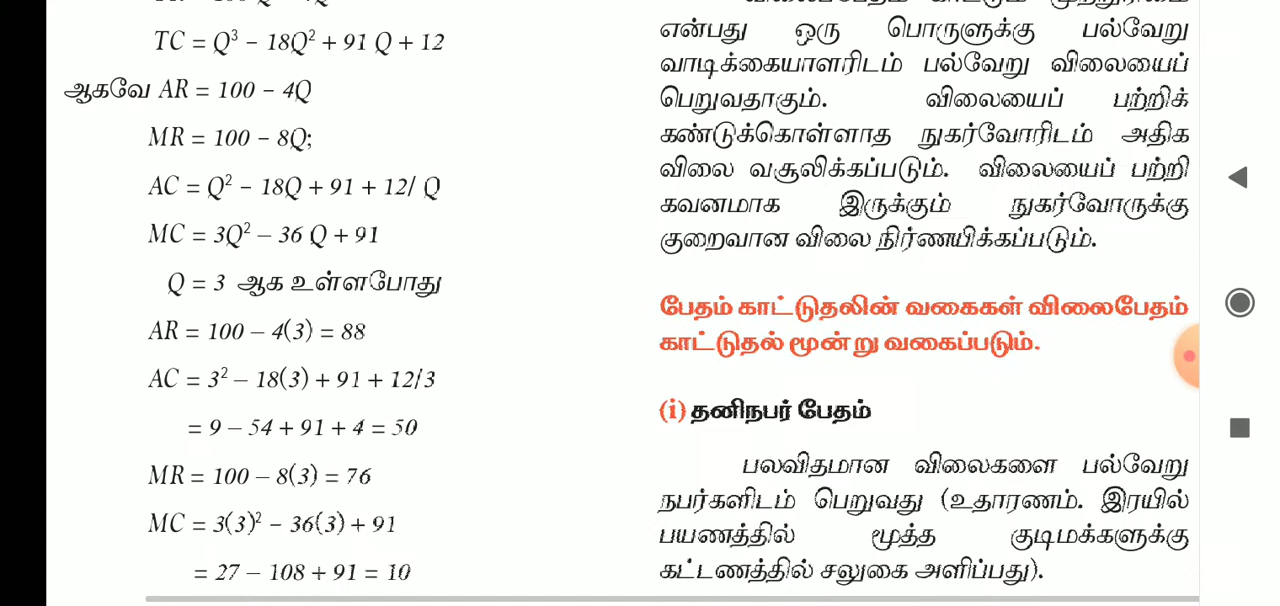 TC = Q³ – 18Q² + 91 Q + 12
ஆகவே AR = 100 – 4Q
MR = 100 – 8Q;
AC = Q² – 18Q + 91 + 12/ Q
MC = 3Q² – 36 Q + 91
Q = 3 ஆக உள்ளபோது
AR = 100 – 4(3) = 88
AC = 3² – 18(3) + 91 + 12/3
= 9 – 54 + 91 + 4 = 50
MR = 100 – 8(3) = 76
MC = 3(3)² – 36(3) + 91
= 27 – 108 + 91 = 10
என்பது ஒரு பொருளுக்கு பல்வேறு
வாடிக்கையாளரிடம் பல்வேறு விலையைப்
பெறுவதாகும். விலையைப் பற்றிக்
கண்டுக்கொள்ளாத நுகர்வோரிடம் அதிக
விலை வசூலிக்கப்படும். விலையைப் பற்றி
கவனமாக இருக்கும் நுகர்வோருக்கு
குறைவான விலை நிர்ணயிக்கப்படும்.
பேதம் காட்டுதலின் வகைகள் விலைபேதம்
காட்டுதல் மூன்று வகைப்படும்.
(i) தனிநபர் பேதம்
பலவிதமான விலைகளை பல்வேறு
நபர்களிடம் பெறுவது (உதாரணம். இரயில்
பயணத்தில் மூத்த குடிமக்களுக்கு
கட்டணத்தில் சலுகை அளிப்பது).